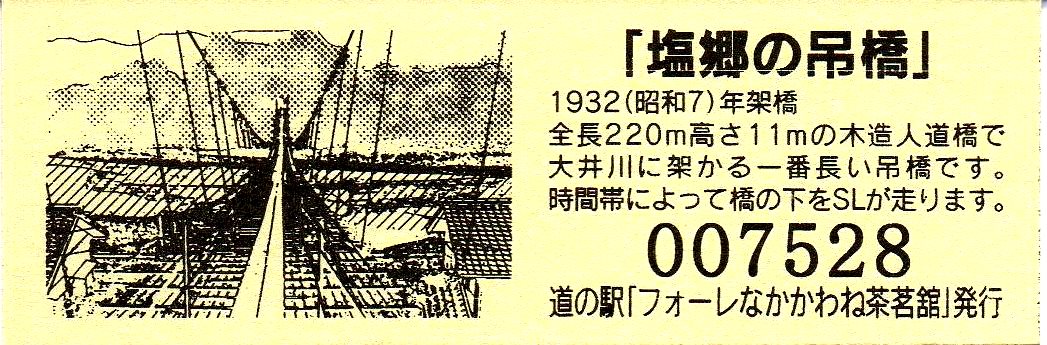 「塩郷の吊橋」
1932(昭和7)年架橋
全長220m高さ11mの木造人道橋で
大井川に架かる一番長い吊橋です。
時間帯によって橋の下をSLが走ります。
007528
道の駅「フォーレなかかわね茶茗舘」発行